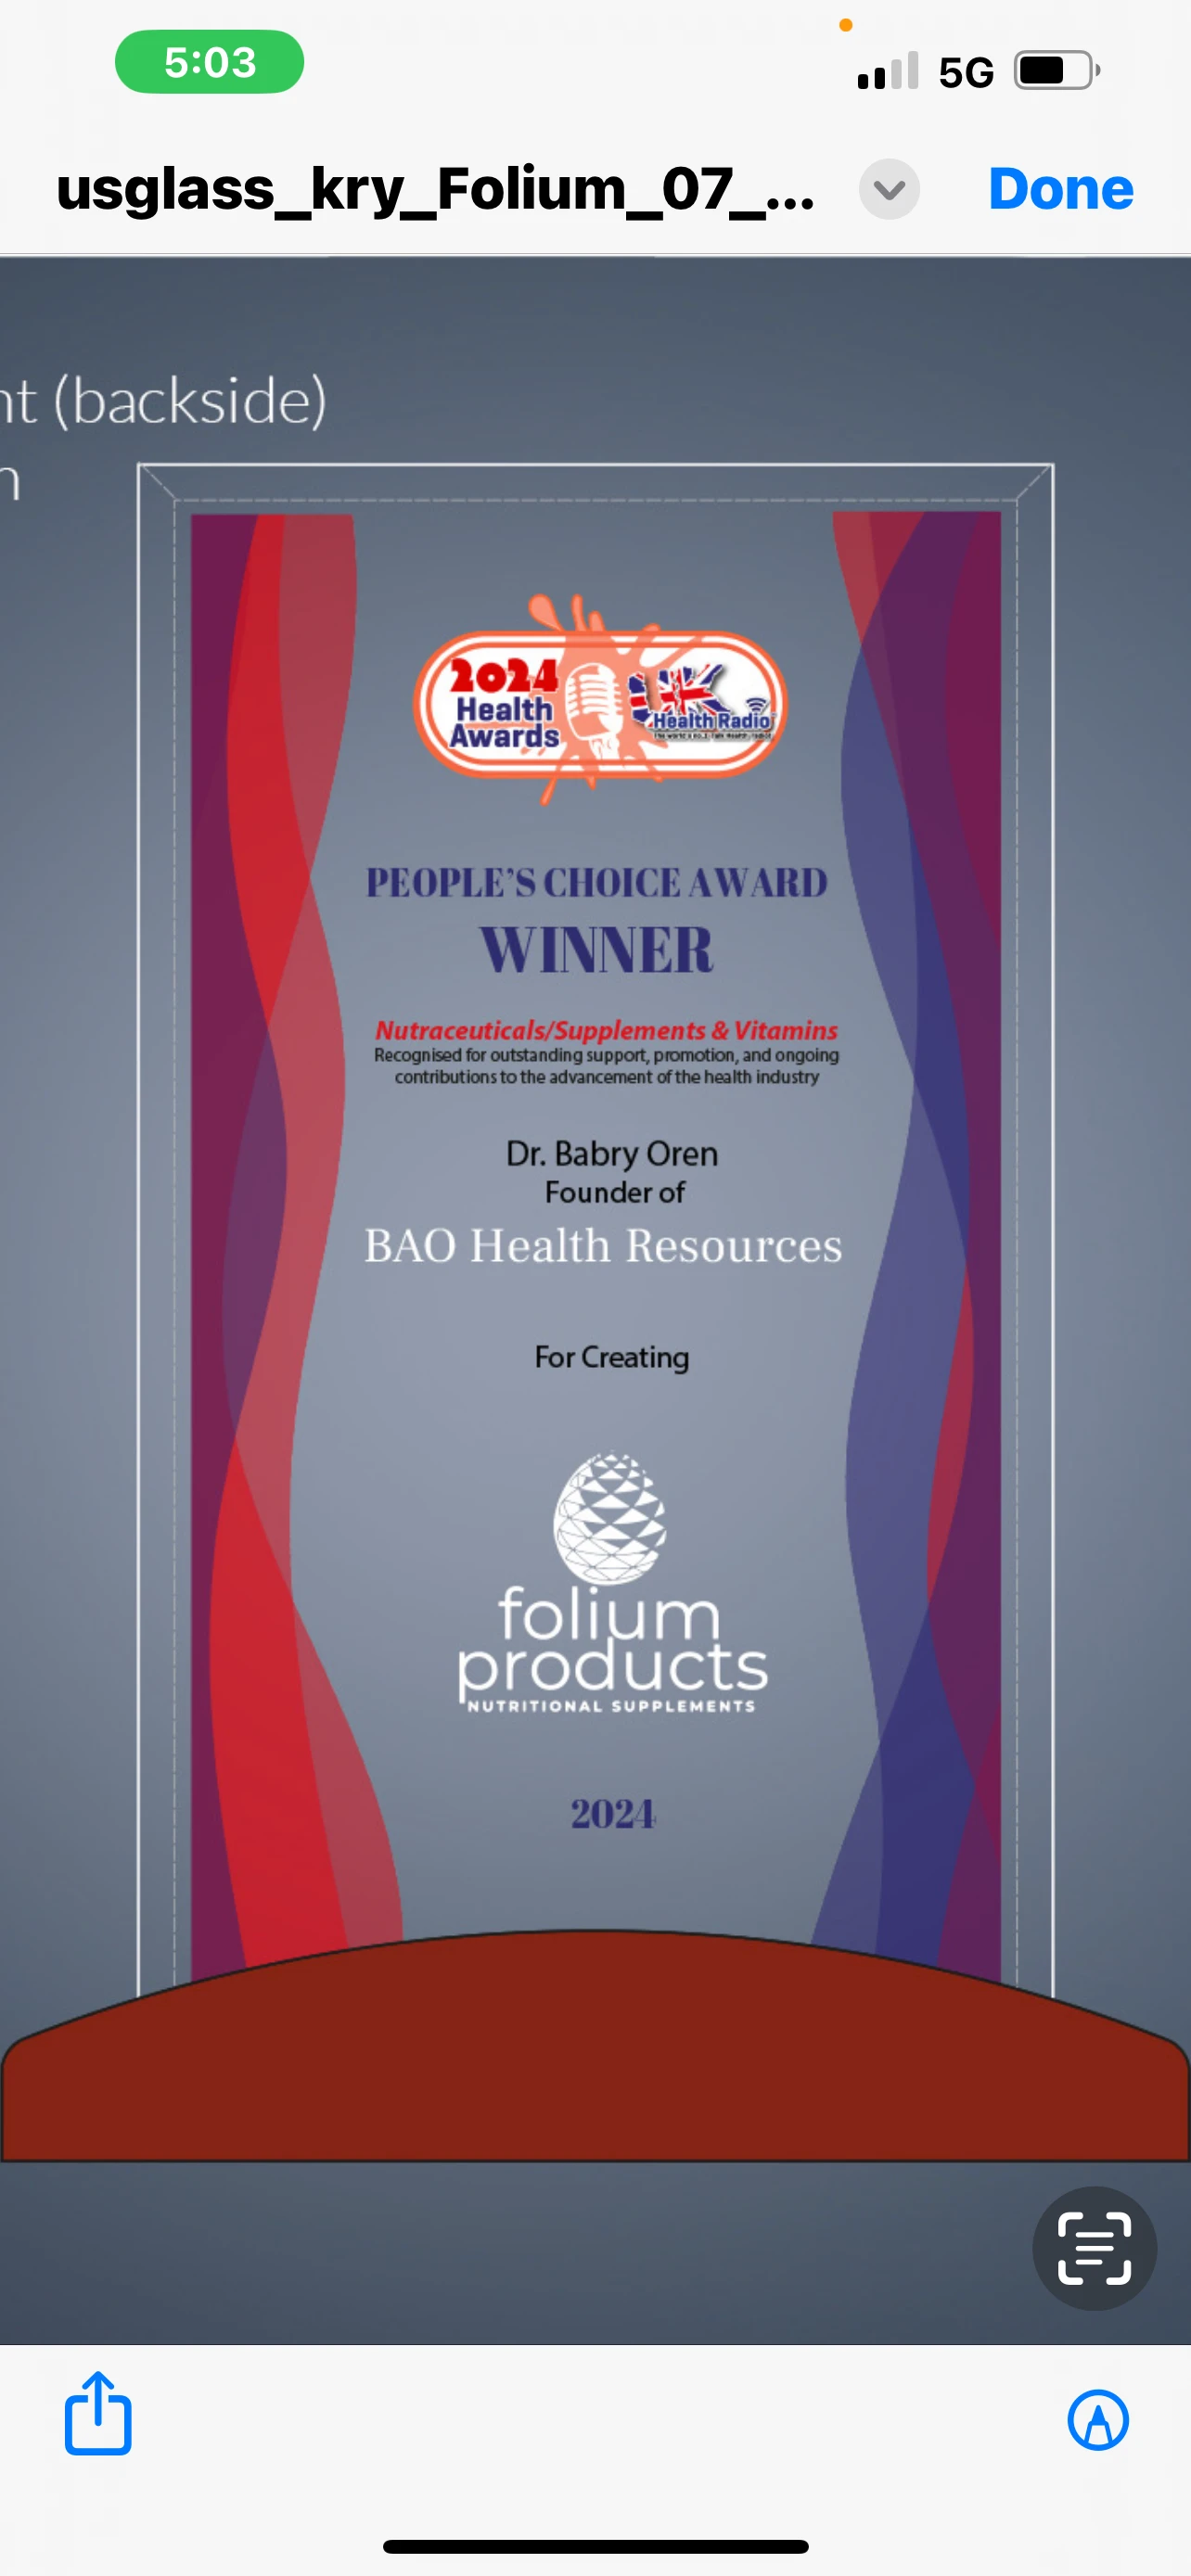 5:03
5G
usglass_kry_Folium_07_...
Done
nt (backside)
n
2024
Health
Awards
UK
Health Radio
PEOPLE'S CHOICE AWARD
WINNER
Nutraceuticals/Supplements & Vitamins
Recognised for outstanding support, promotion, and ongoing
contributions to the advancement of the health industry
Dr. Babry Oren
Founder of
BAO Health Resources
For Creating
folium
products
NUTRITIONAL SUPPLEMENTS
2024